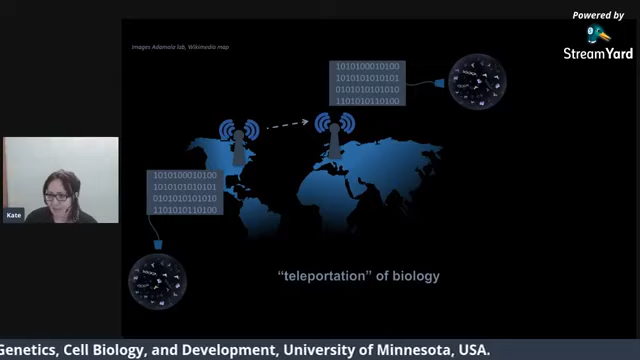 Powered by
StreamYard
Images Adamala lab, Wikimedia map
1010100010100
1010101010101
0101010101010
1101010110100
1010100010100
1010101010101
0101010101010
1101010110100
Kate
"teleportation" of biology
Genetics, Cell Biology, and Development, University of Minnesota, USA.